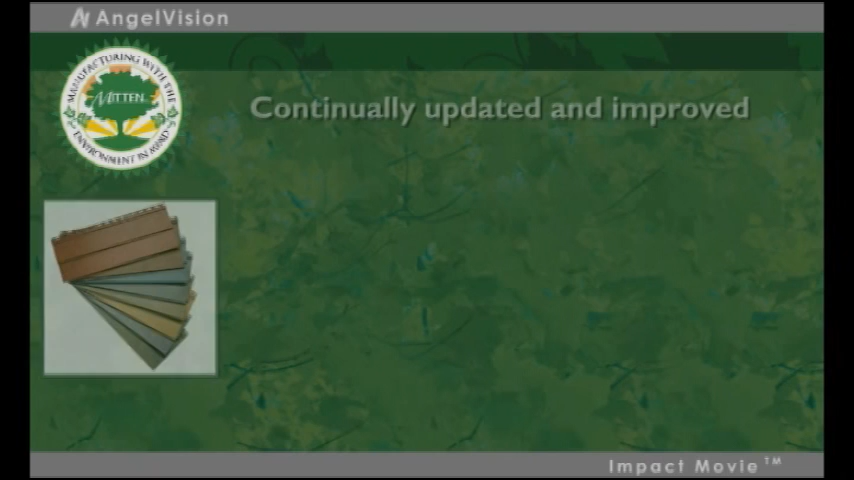 AngelVision
MANUFACTURING WITH THE
MITTEN
ENVIRONMENT IN MIND
Continually updated and improved
Impact Movie™